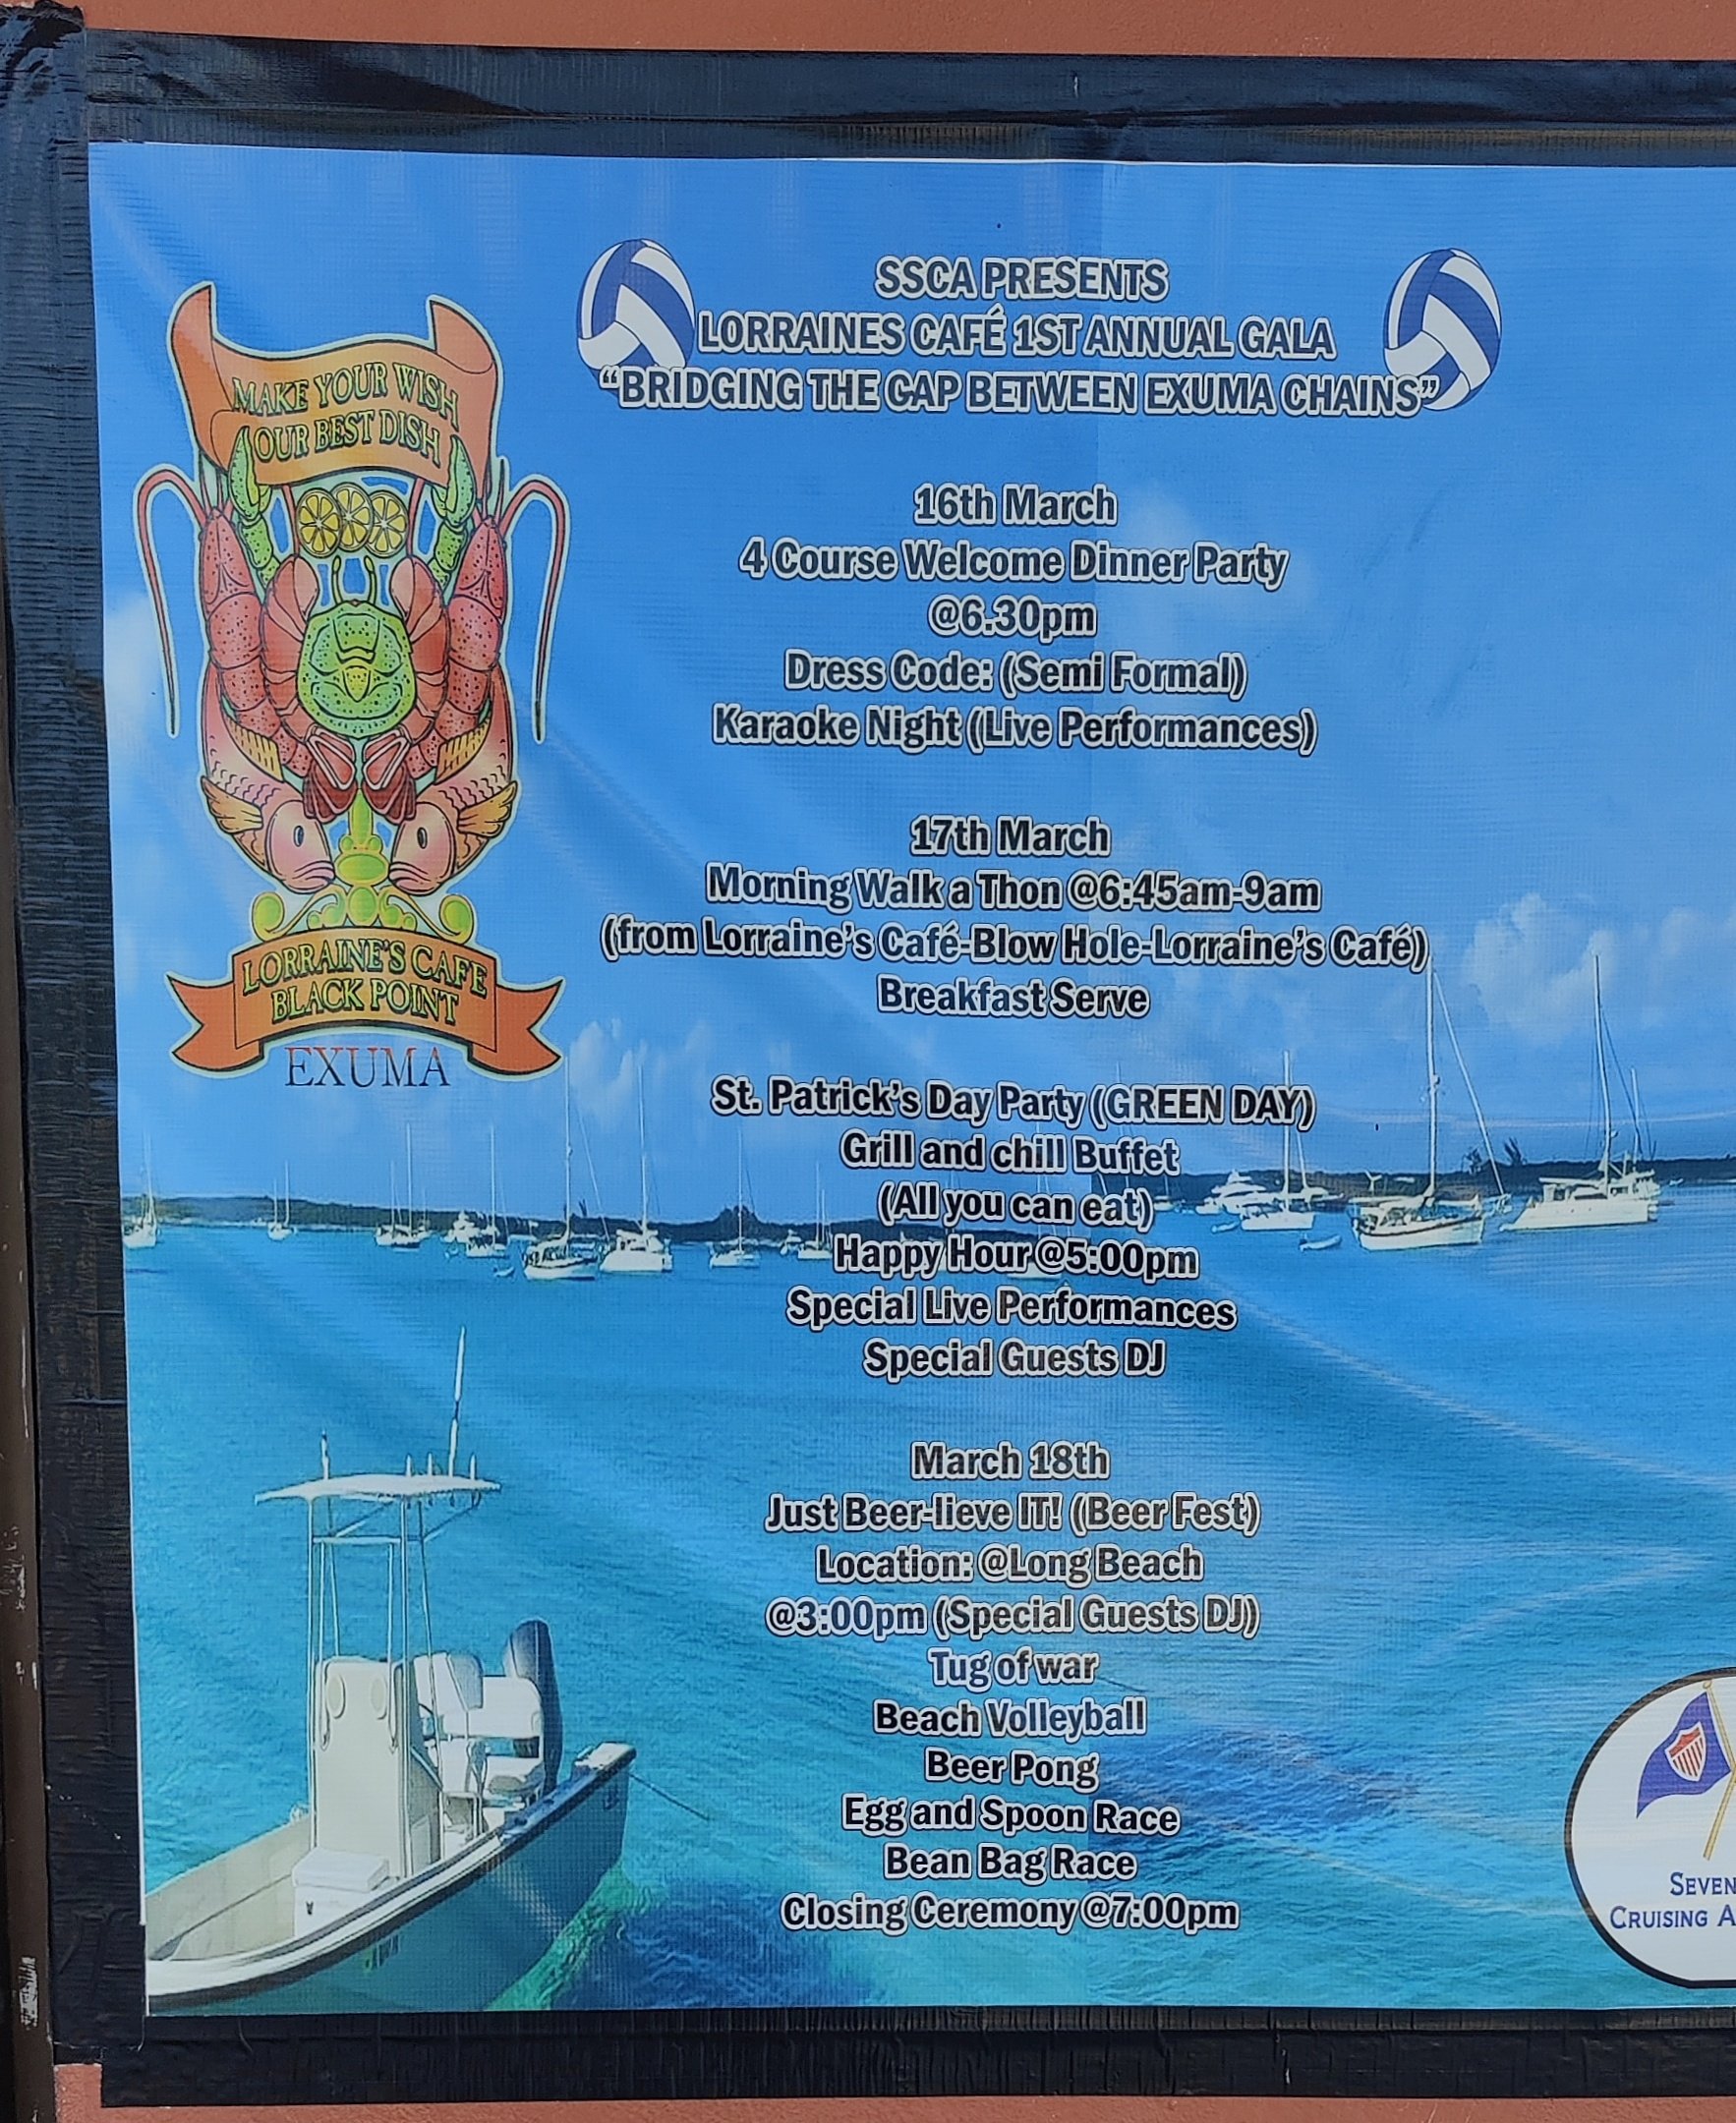 SSCA PRESENTS
LORRAINES CAFÉ 1ST ANNUAL GALA
“BRIDGING THE GAP BETWEEN EXUMA CHAINS”
MAKE YOUR WISH
OUR BEST DISH
LORRAINE'S CAFE
BLACK POINT
EXUMA
16th March
4 Course Welcome Dinner Party
@6.30pm
Dress Code: (Semi Formal)
Karaoke Night (Live Performances)
17th March
Morning Walk a Thon @6:45am-9am
(from Lorraine’s Café-Blow Hole-Lorraine’s Café)
Breakfast Serve
St. Patrick’s Day Party (GREEN DAY)
Grill and chill Buffet
(All you can eat)
Happy Hour @5:00pm
Special Live Performances
Special Guests DJ
March 18th
Just Beer-lieve IT! (Beer Fest)
Location: @Long Beach
@3:00pm (Special Guests DJ)
Tug of war
Beach Volleyball
Beer Pong
Egg and Spoon Race
Bean Bag Race
Closing Ceremony @7:00pm
SEVEN
CRUISING A